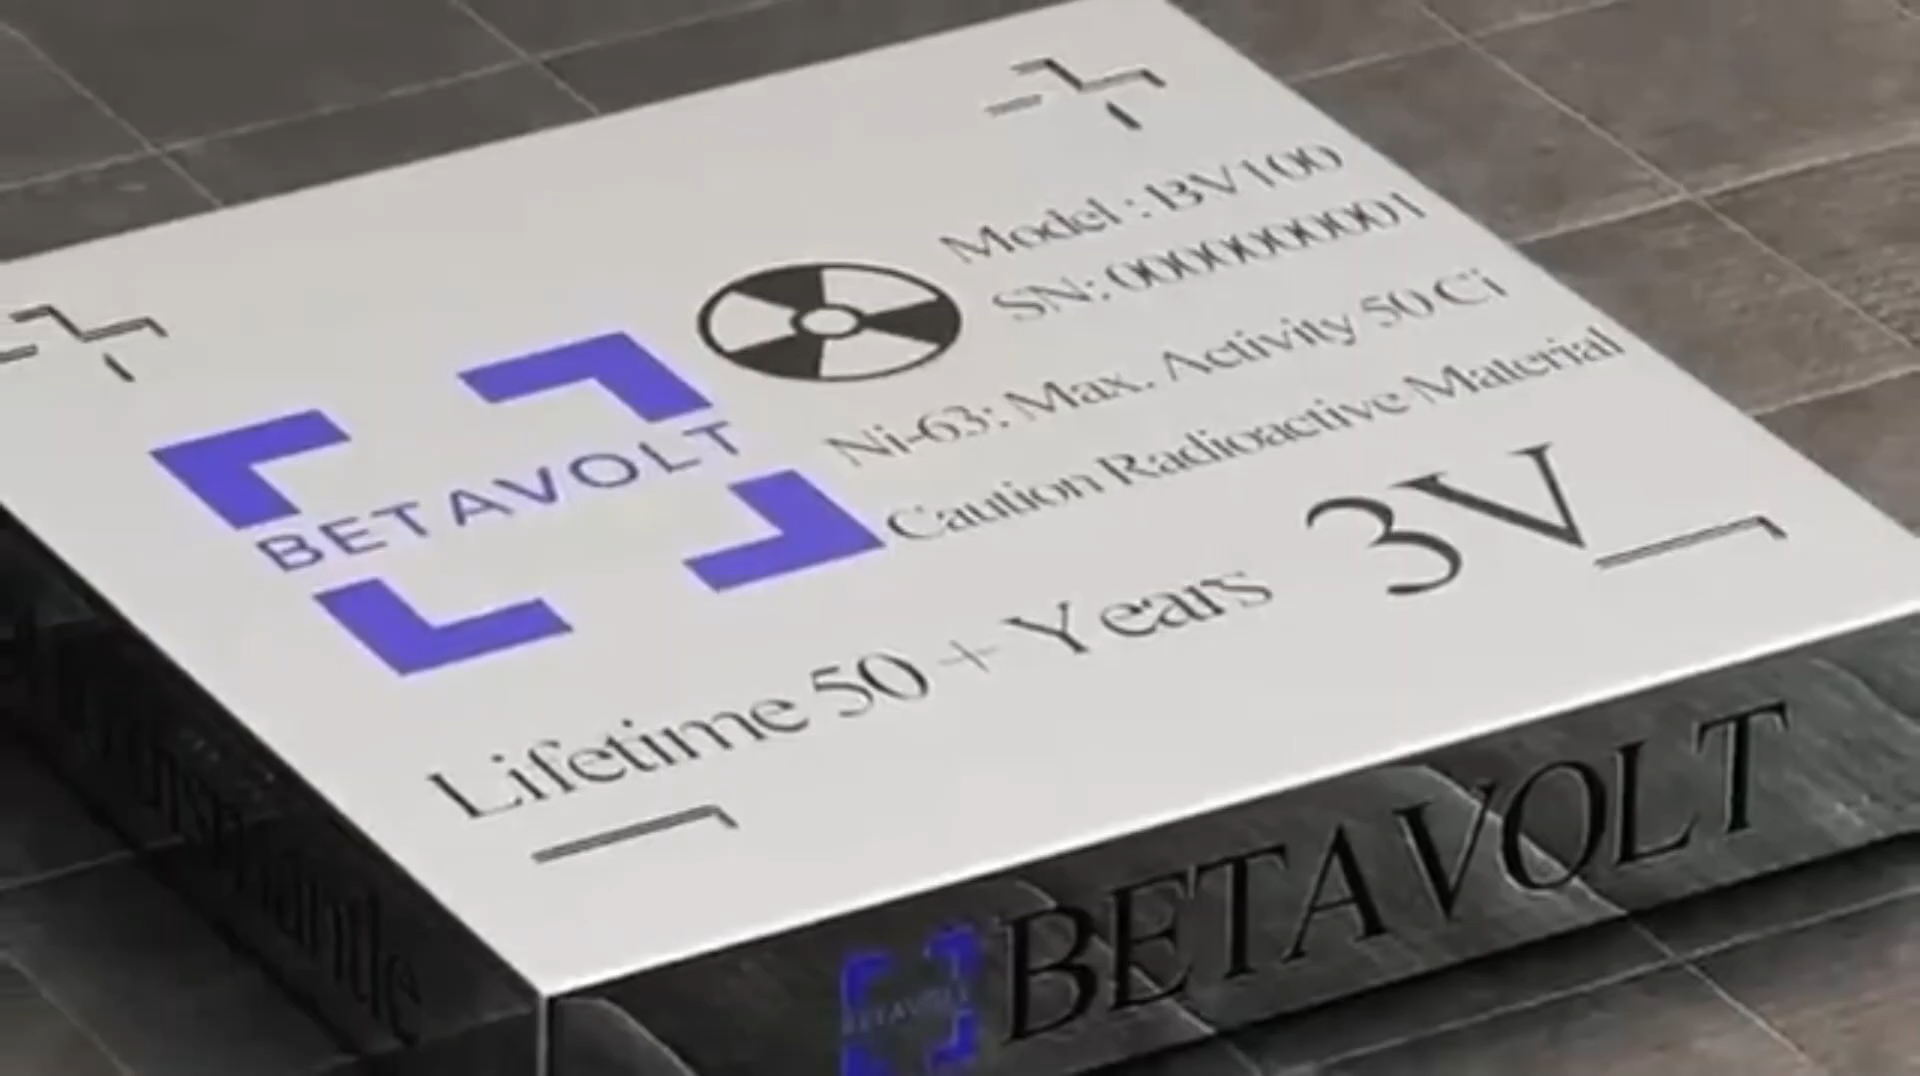 Model : BV100
SN: 0000000001
Ni-63: Max. Activity 50 Ci
Caution Radioactive Material
BETAVOLT
3V
Lifetime 50 + Years
BETAVOLT
BETAVOLT